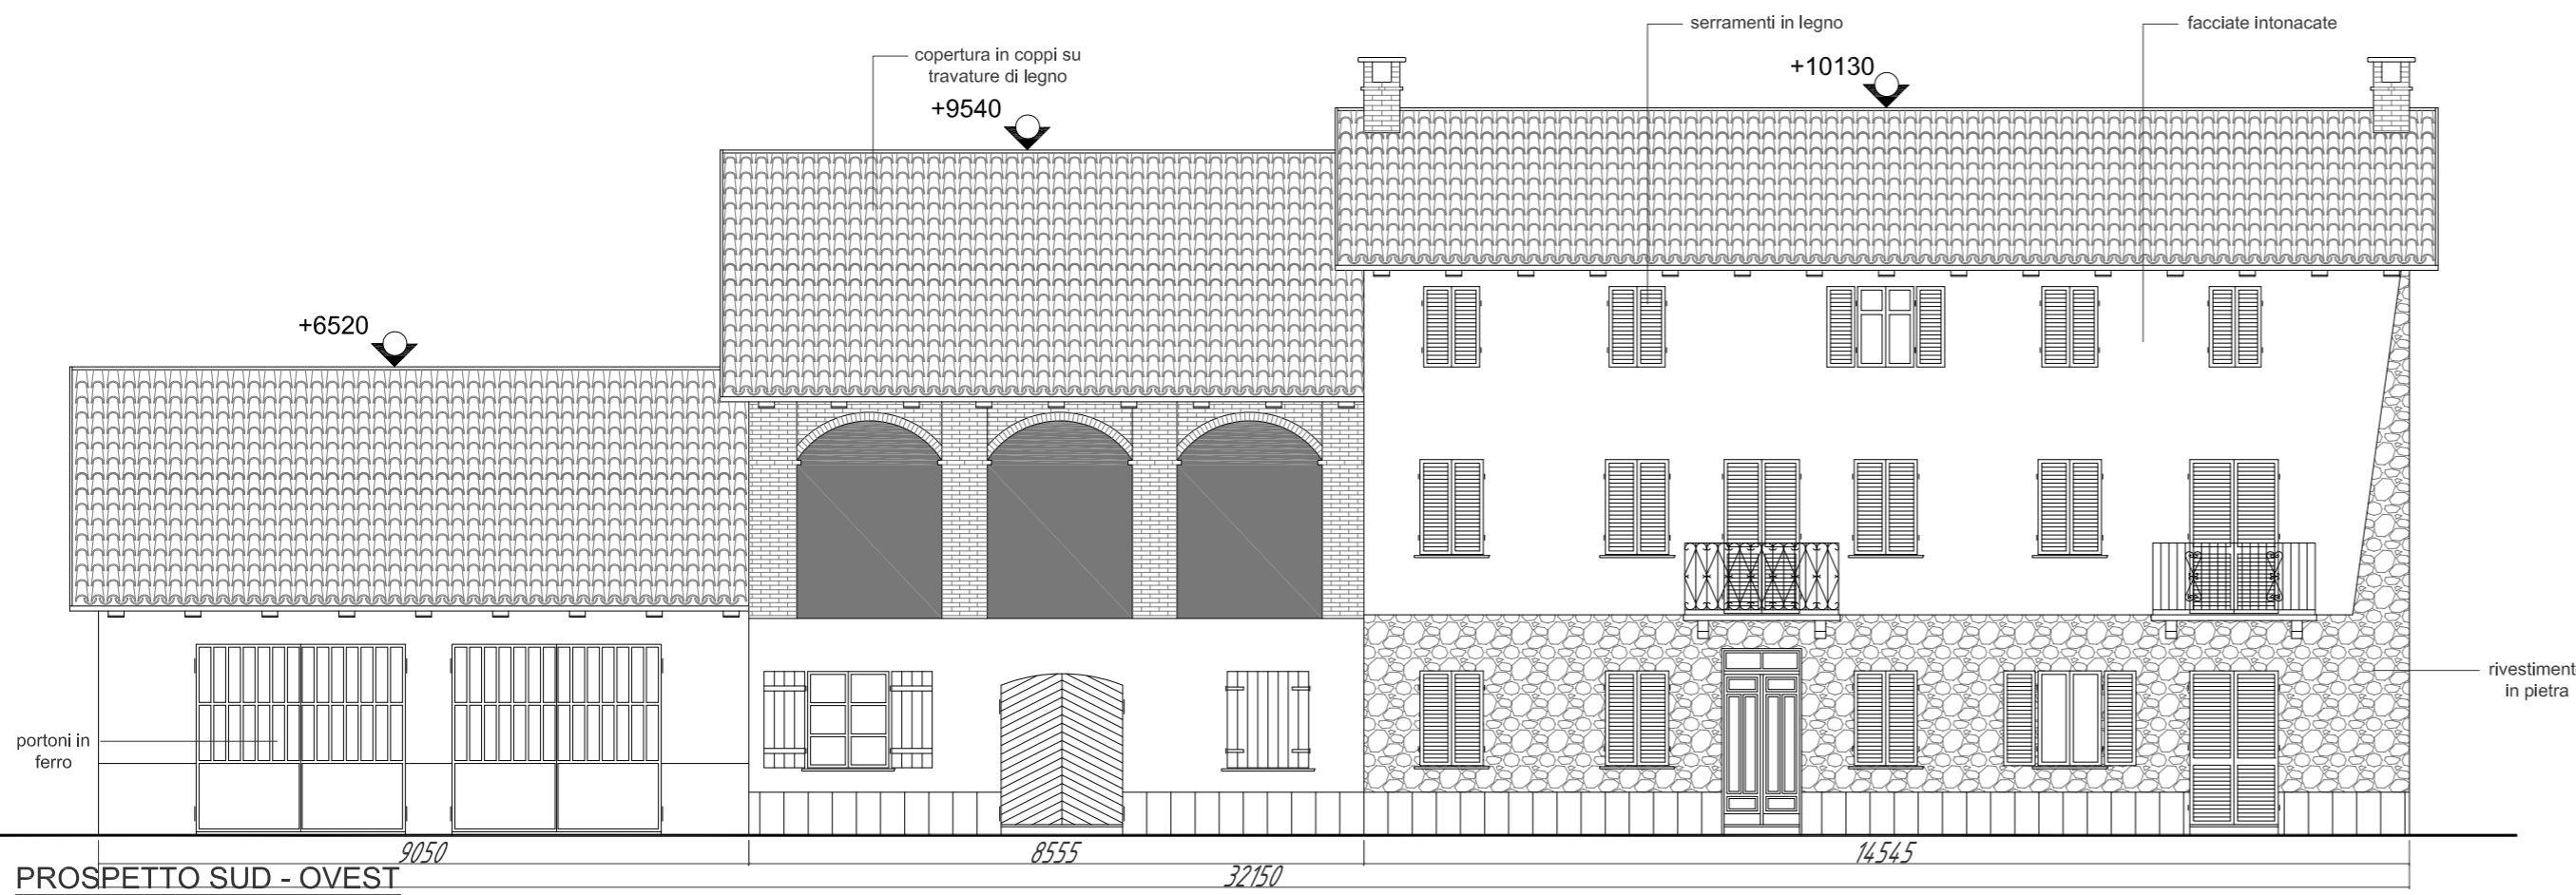 serramenti in legno
facciate intonacate
copertura in coppi su
travature di legno
+10130
+9540
+6520
rivestiment
in pietra
portoni in
ferro
9050
8555
14545
32150
PROSPETTO SUD - OVEST